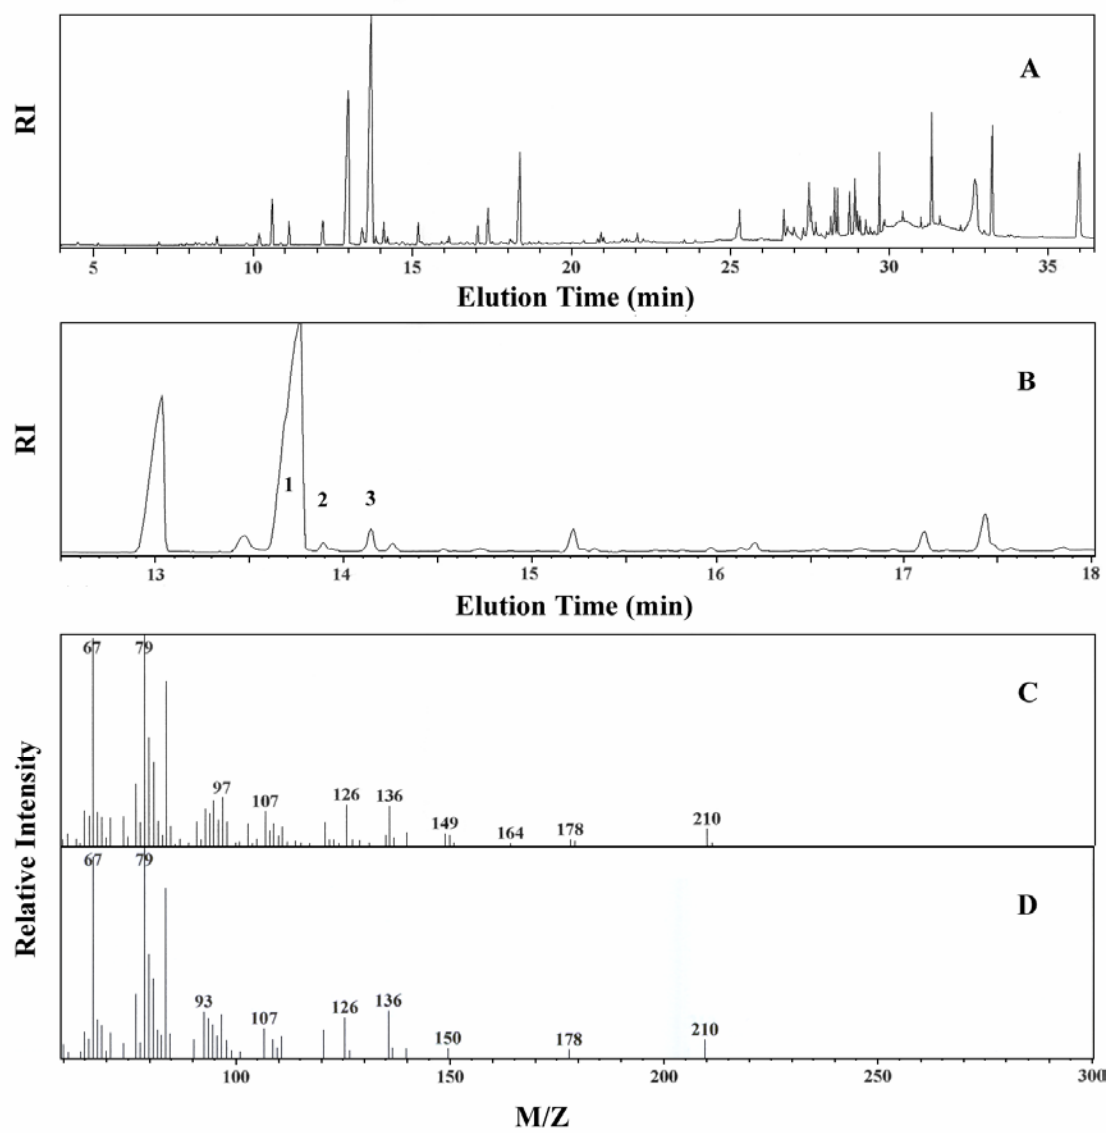 A
RI
5 10 15 20 25 30 35
Elution Time (min)
B
RI
1
2
3
13 14 15 16 17 18
Elution Time (min)
67 79
C
97
107
126 136
149
164
178
210
Relative Intensity
67 79
D
93
107
126
136
150
178
210
100 150 200 250 300
M/Z